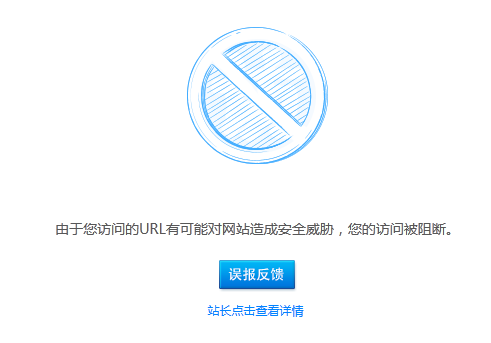 由于您访问的URL有可能对网站造成安全威胁，您的访问被阻断。
误报反馈
站长点击查看详情